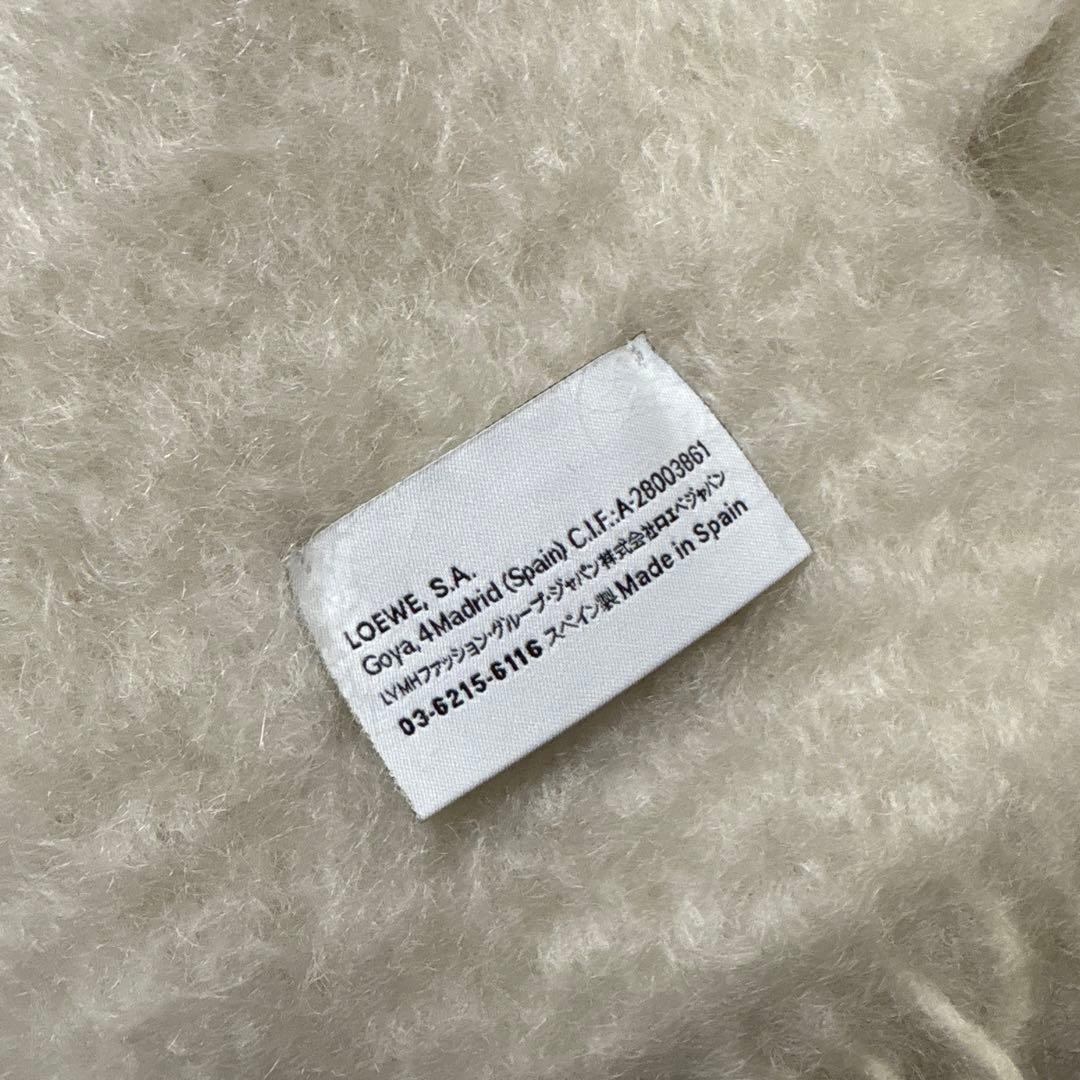 LOEWE, S.A.
Goya, 4 Madrid (Spain) C.I.F.:A-28003861
LVMHファッション・グループ・ジャパン株式会社ロエベジャパン
03-6215-6116 スペイン製 Made in Spain